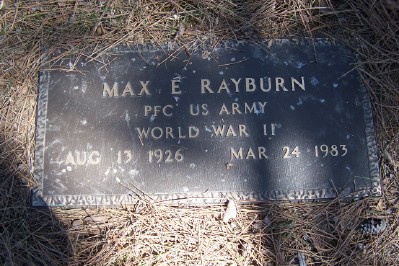 MAX E RAYBURN
PFC US ARMY
WORLD WAR II
AUG 13 1926 MAR 24 1983